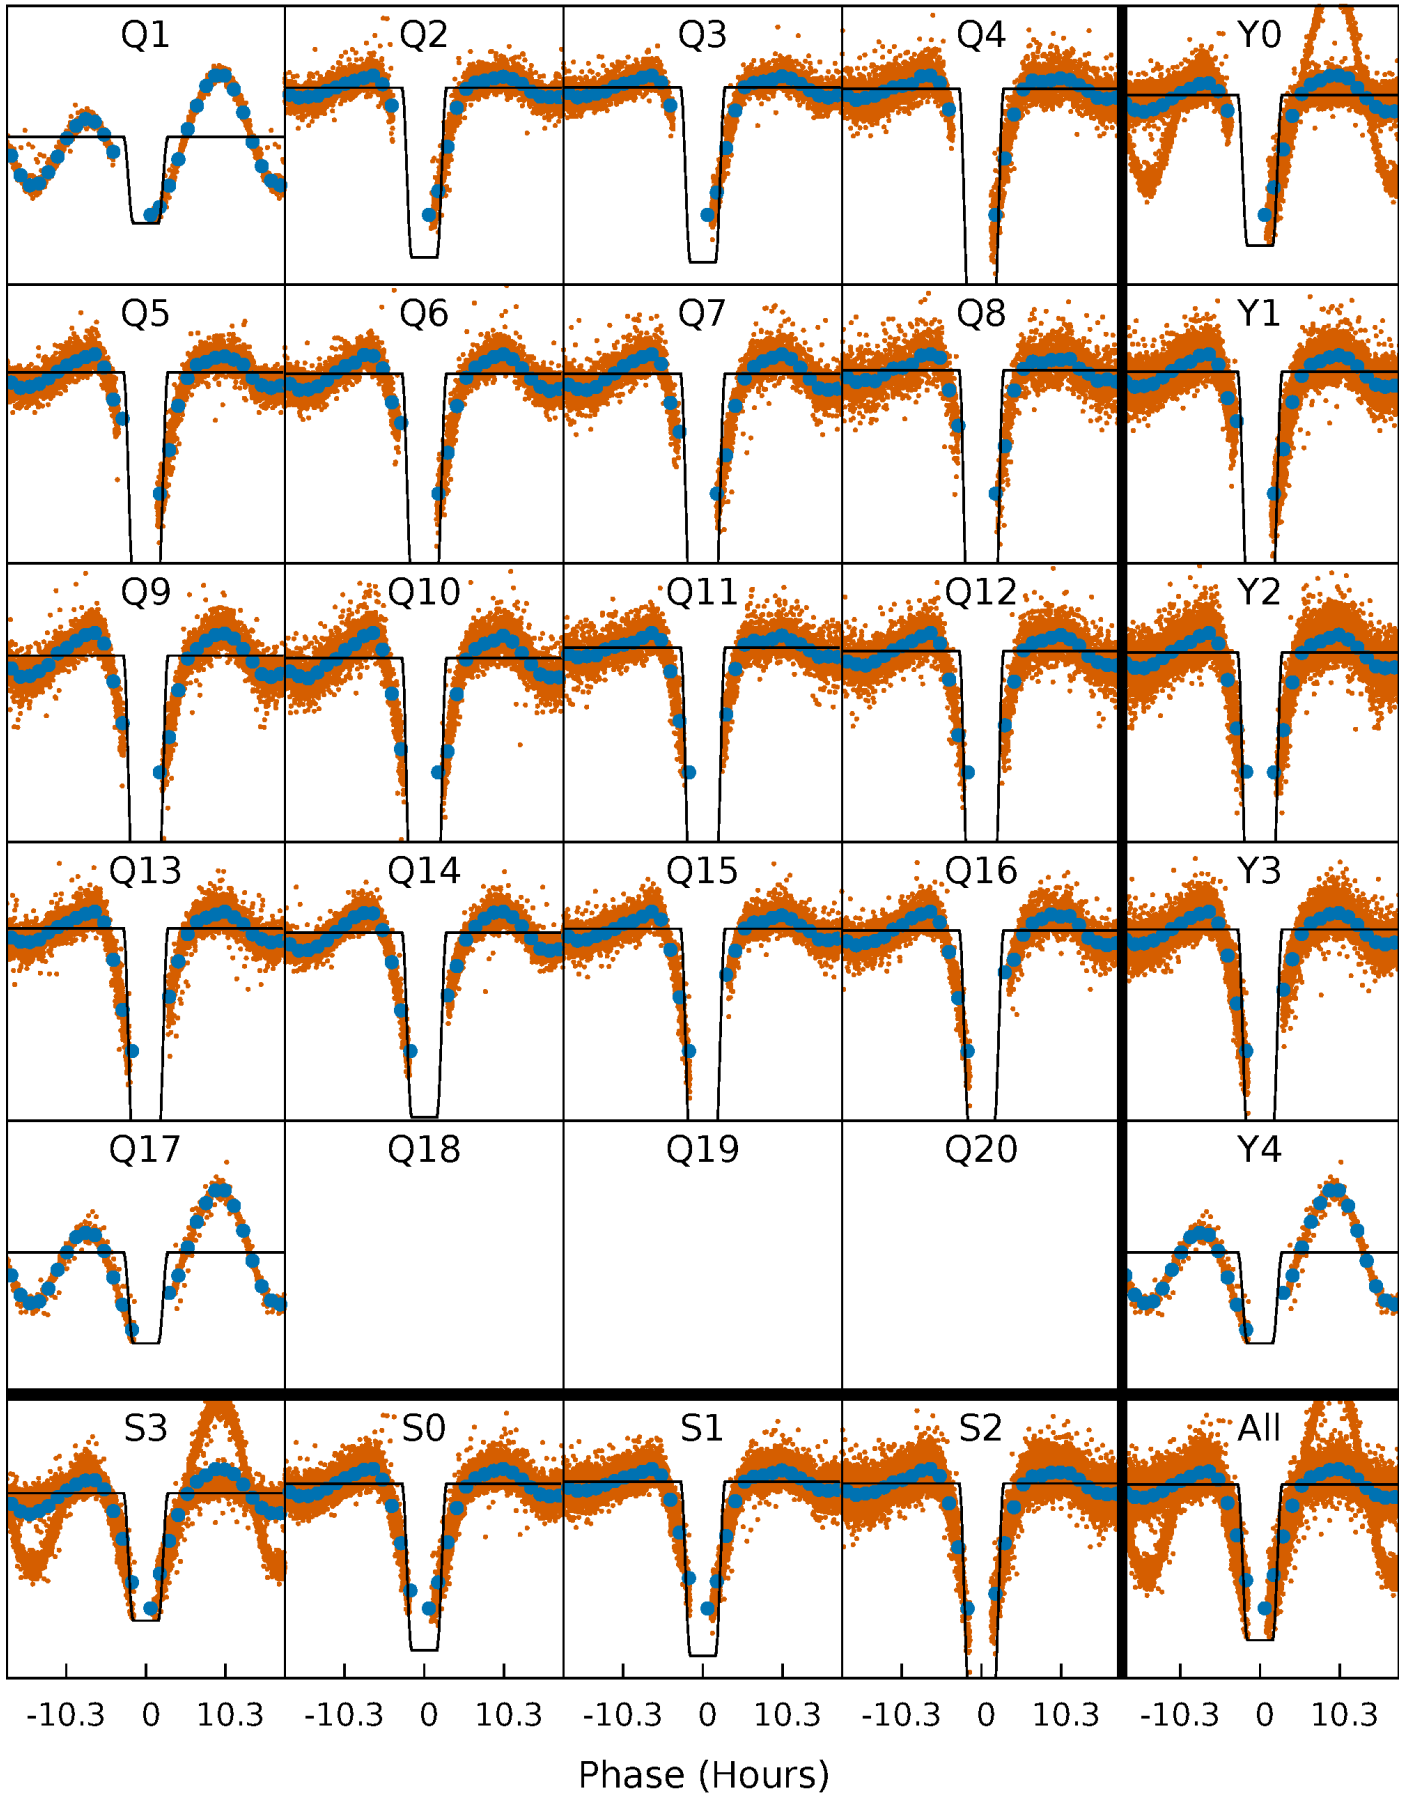 Q1 Q2 Q3 Q4 Y0
Q5 Q6 Q7 Q8 Y1
Q9 Q10 Q11 Q12 Y2
Q13 Q14 Q15 Q16 Y3
Q17 Q18 Q19 Q20 Y4
S3 S0 S1 S2 All
-10.3 0 10.3 -10.3 0 10.3 -10.3 0 10.3 -10.3 0 10.3 -10.3 0 10.3
Phase (Hours)